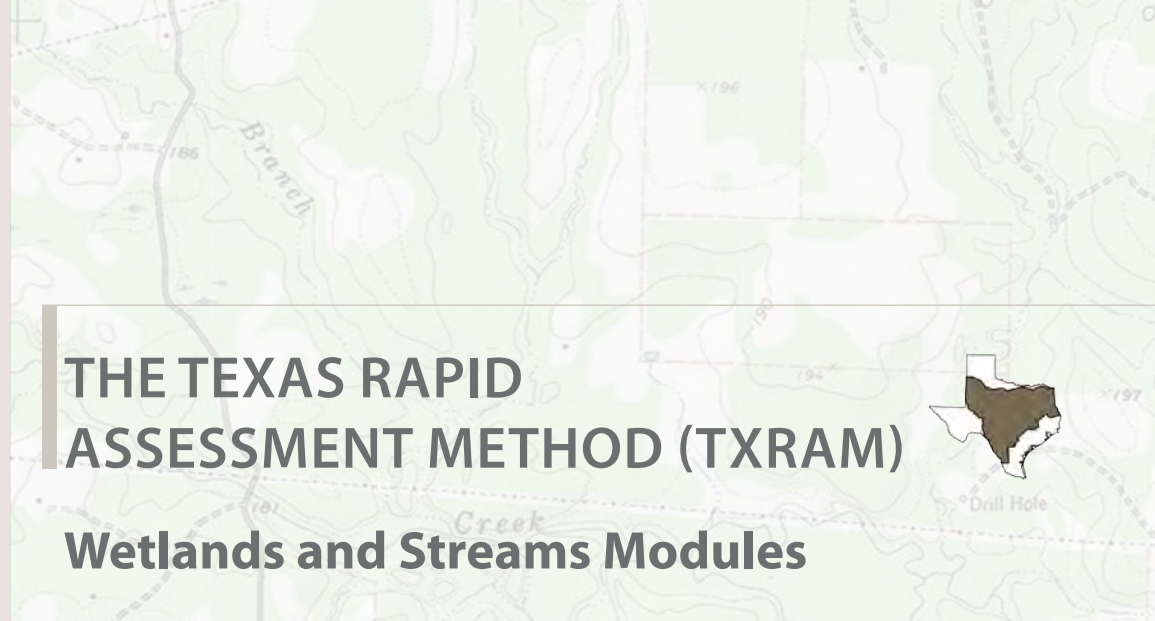 ×196
Branch
186
190
THE TEXAS RAPID
194×
×197
ASSESSMENT METHOD (TXRAM)
Drill Hole
181
Creek
Wetlands and Streams Modules